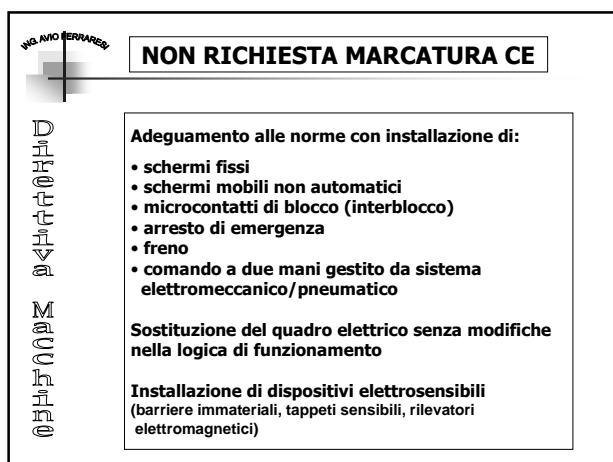 ING. AVIO FERRARESI
NON RICHIESTA MARCATURA CE
Direttiva Macchine
Adeguamento alle norme con installazione di:
• schermi fissi
• schermi mobili non automatici
• microcontatti di blocco (interblocco)
• arresto di emergenza
• freno
• comando a due mani gestito da sistema
elettromeccanico/pneumatico
Sostituzione del quadro elettrico senza modifiche
nella logica di funzionamento
Installazione di dispositivi elettrosensibili
(barriere immateriali, tappeti sensibili, rilevatori
elettromagnetici)